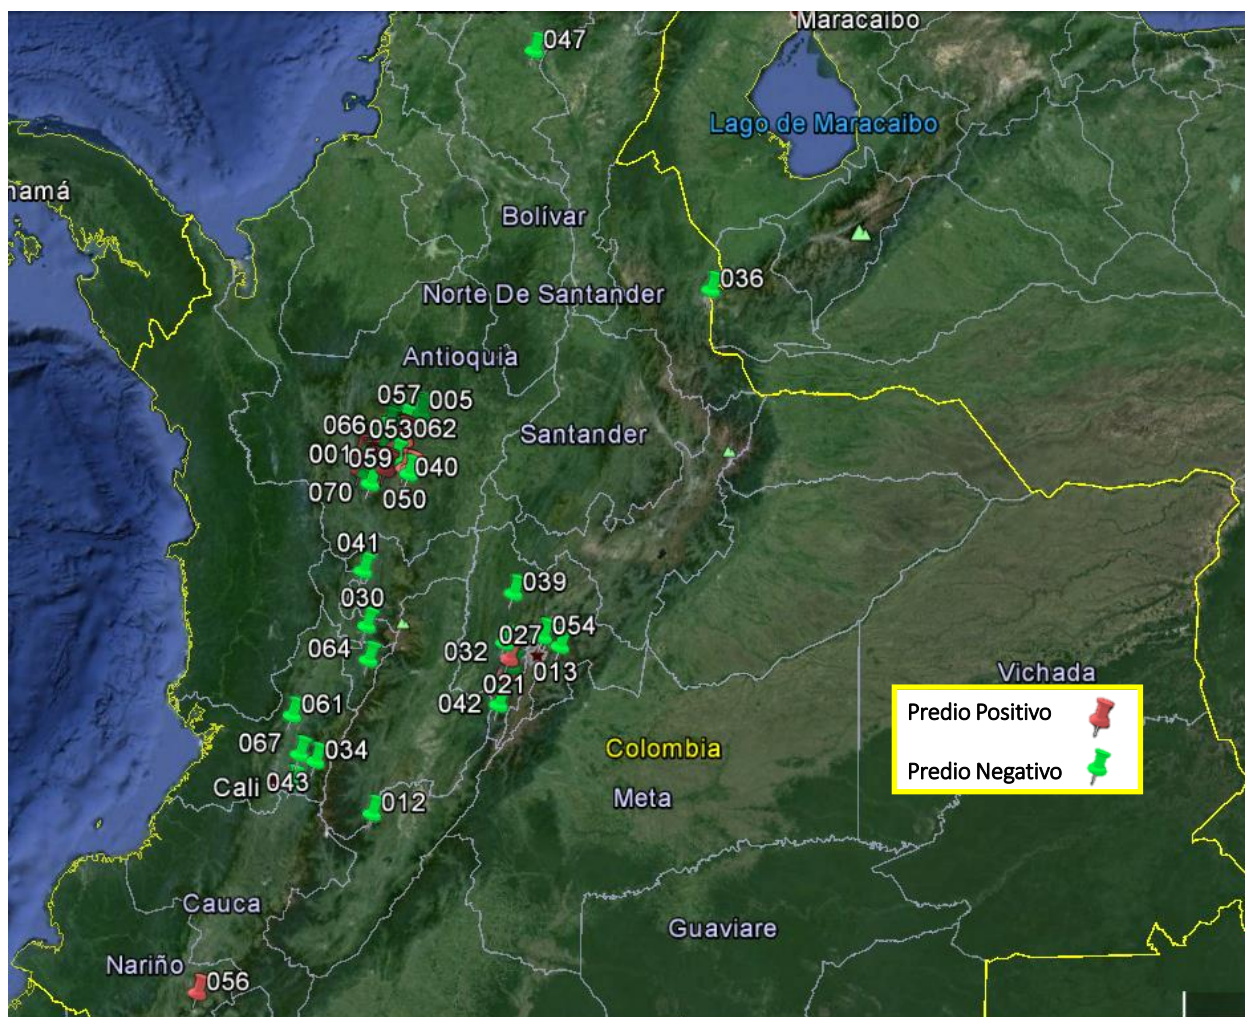 Maracaibo
047
Lago de Maracaibo
namá
Bolívar
036
Norte De Santander
Antioquia
057
005
066
053
062
Santander
001
059
040
070
050
041
039
030
027
054
064
032
013
Vichada
021
042
061
Predio Positivo
067
034
Colombia
Predio Negativo
Cali
043
Meta
012
Cauca
Guaviare
Nariño
056